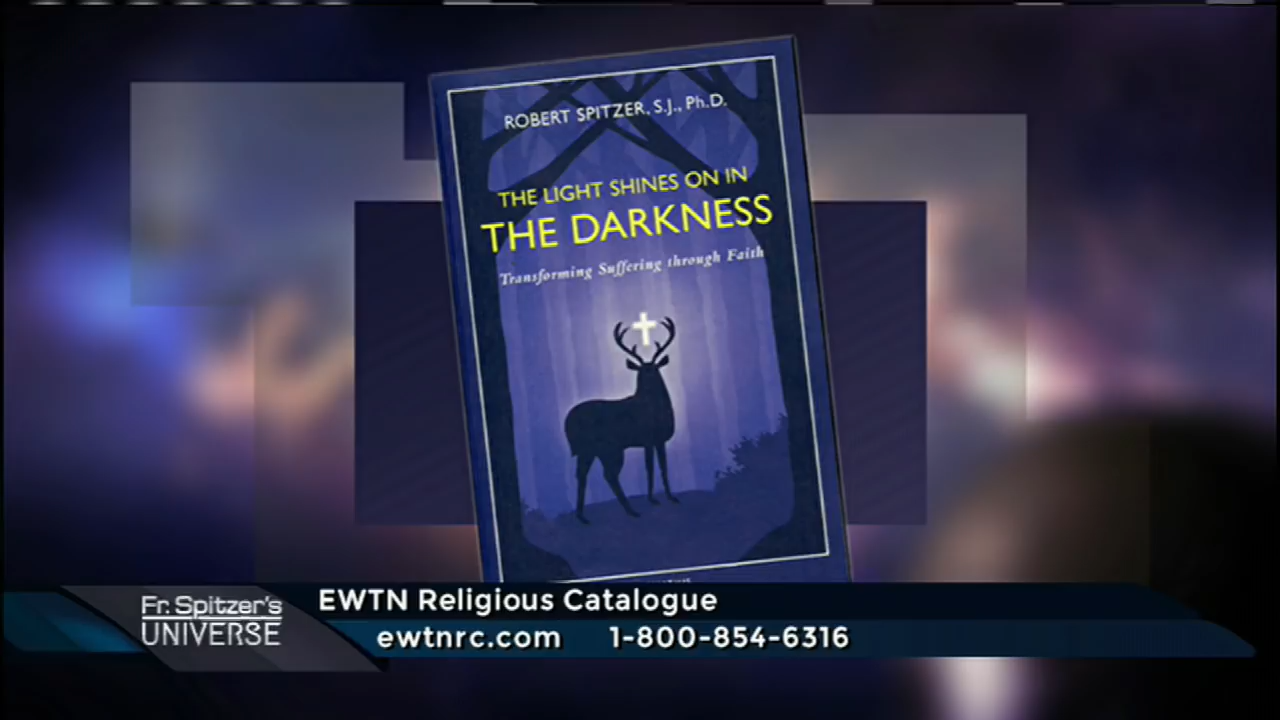 ROBERT SPITZER, S.J., Ph.D.
THE LIGHT SHINES ON IN
THE DARKNESS
Transforming Suffering through Faith
Fr. Spitzer's
UNIVERSE
EWTN Religious Catalogue
ewtnrc.com 1-800-854-6316